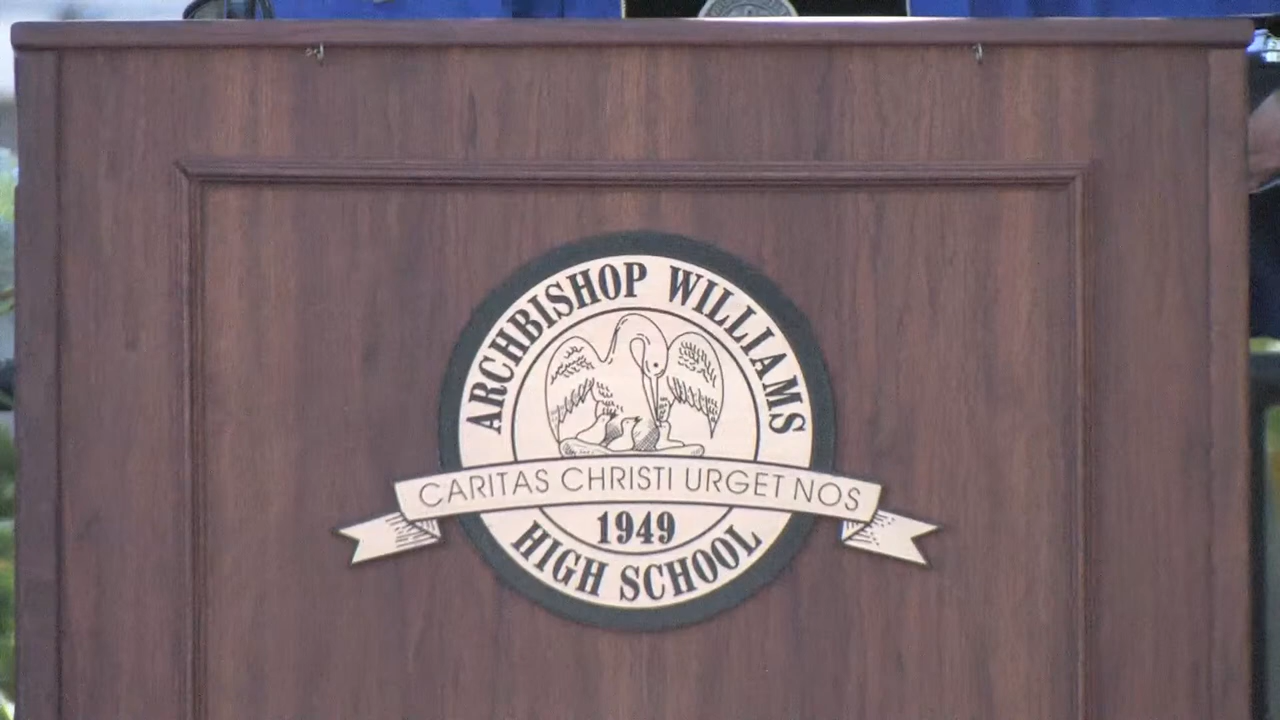 ARCHBISHOP WILLIAMS
CARITAS CHRISTI URGET NOS
1949
HIGH SCHOOL